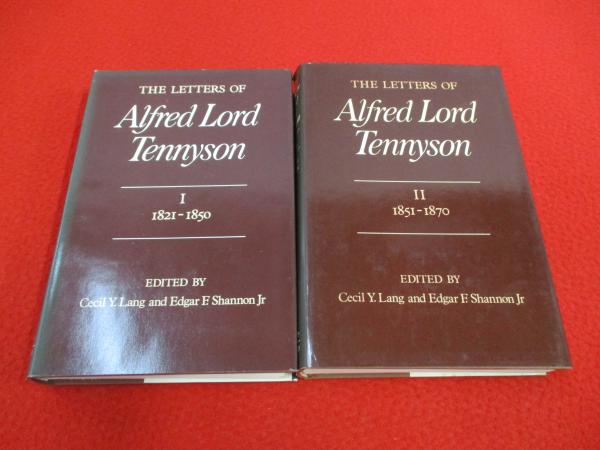 THE LETTERS OF
Alfred Lord
Tennyson
I
1821-1850
EDITED BY
Cecil Y. Lang and Edgar F. Shannon Jr
THE LETTERS OF
Alfred Lord
Tennyson
II
1851-1870
EDITED BY
Cecil Y. Lang and Edgar F. Shannon Jr